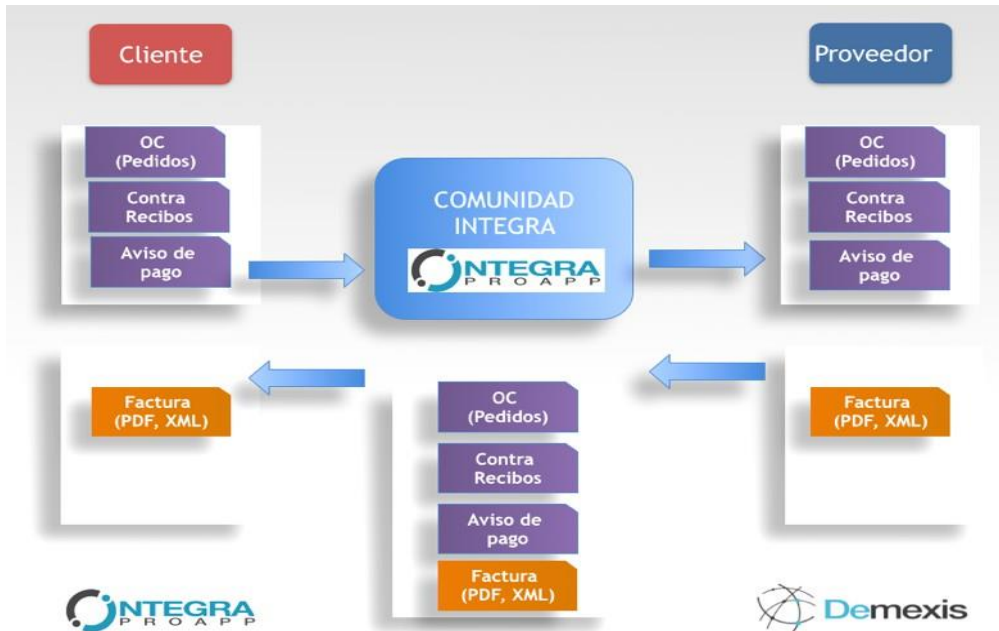 Cliente
Proveedor
OC
(Pedidos)
Contra
Recibos
Aviso de
pago
COMUNIDAD
INTEGRA
INTEGRA
PROAPP
OC
(Pedidos)
Contra
Recibos
Aviso de
pago
Factura
(PDF, XML)
OC
(Pedidos)
Contra
Recibos
Aviso de
pago
Factura
(PDF, XML)
Factura
(PDF, XML)
INTEGRA
PROAPP
Demexis